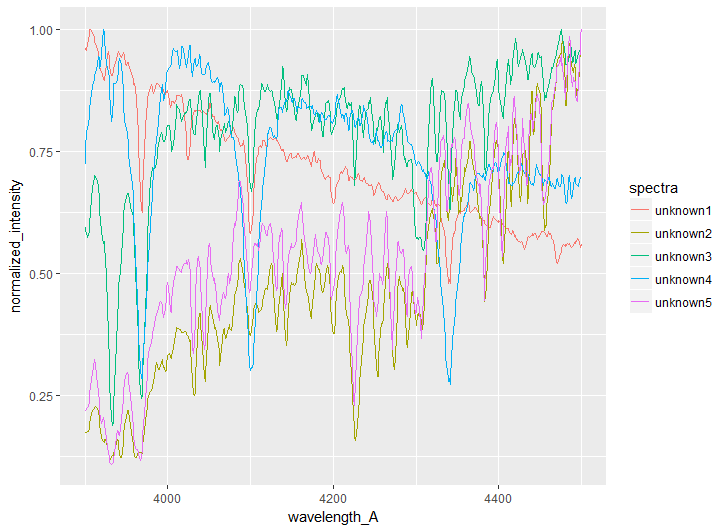 1.00
0.75
0.50
0.25
normalized_intensity
4000
4200
4400
wavelength_A
spectra
unknown1
unknown2
unknown3
unknown4
unknown5